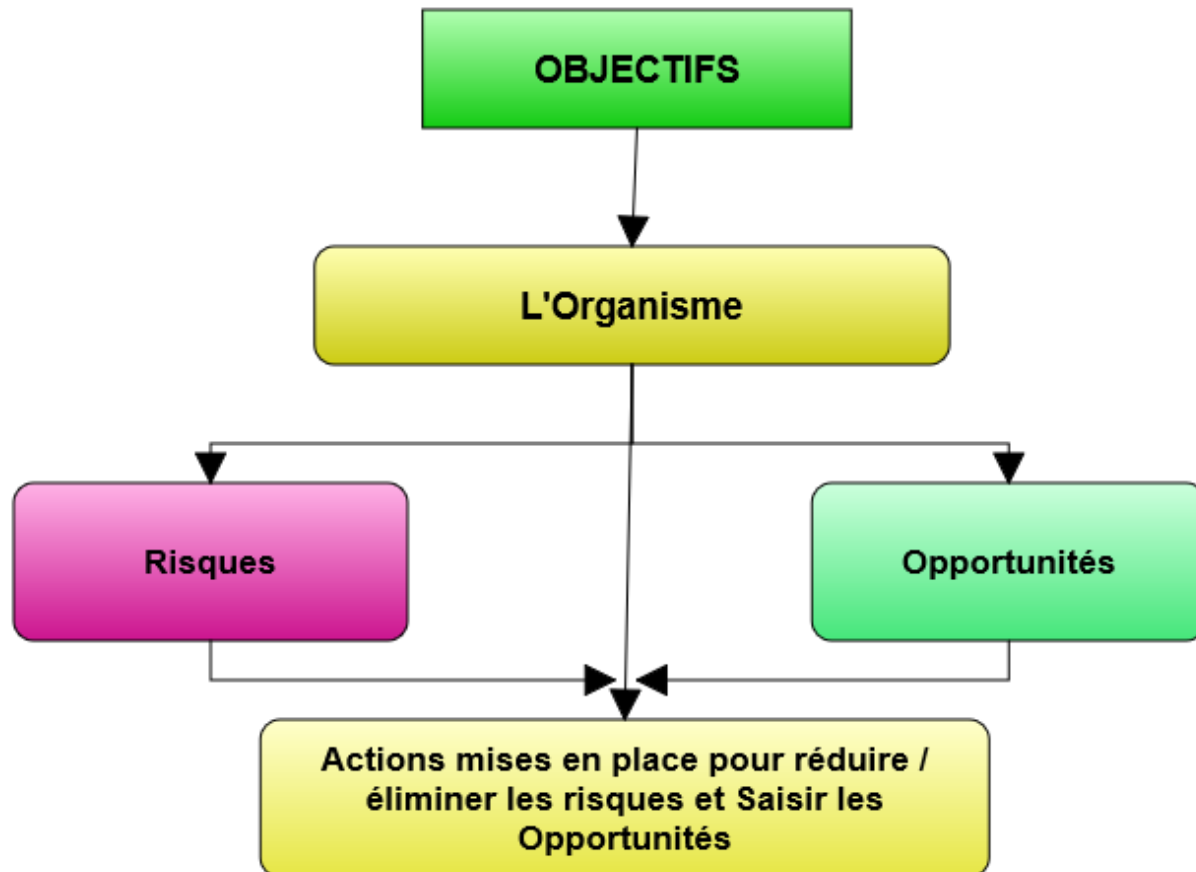 OBJECTIFS
L'Organisme
Risques
Opportunités
Actions mises en place pour réduire /
éliminer les risques et Saisir les
Opportunités